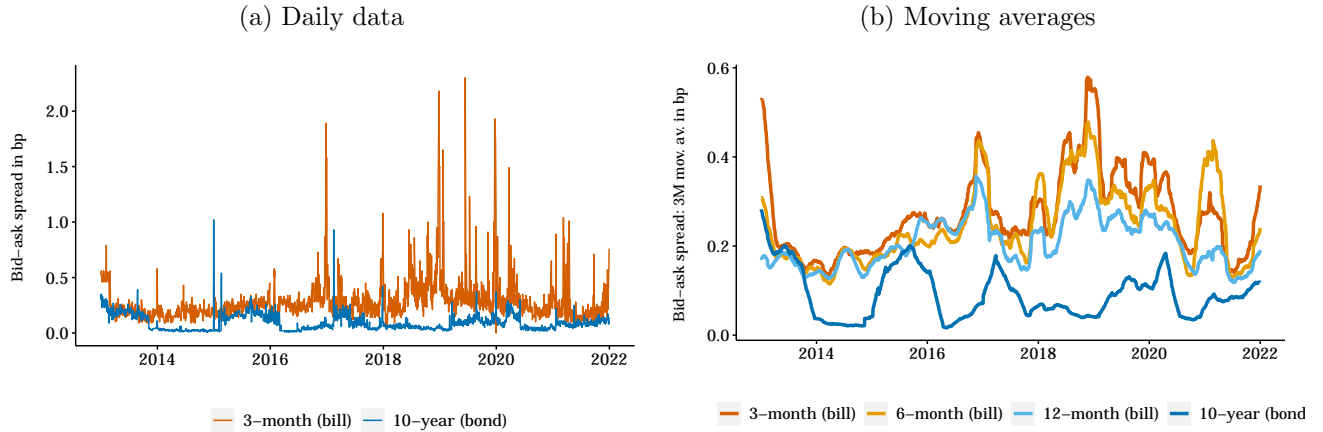 (a) Daily data
Bid–ask spread in bp
2.0
1.5
1.0
0.5
0.0
2014 2016 2018 2020 2022
3–month (bill) 10–year (bond)
(b) Moving averages
Bid–ask spread: 3M mov. av. in bp
0.6
0.4
0.2
0.0
2014 2016 2018 2020 2022
3–month (bill) 6–month (bill) 12–month (bill) 10–year (bond